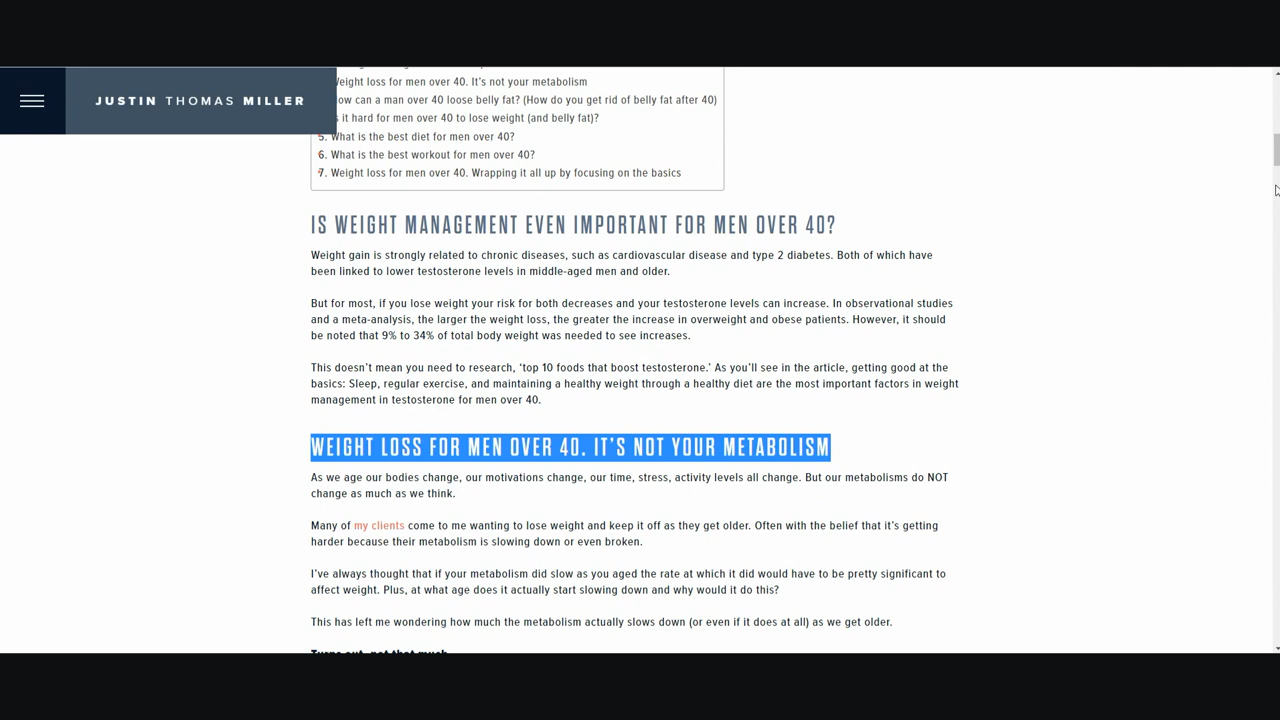 JUSTIN THOMAS MILLER
Weight loss for men over 40. It's not your metabolism
How can a man over 40 loose belly fat? (How do you get rid of belly fat after 40)
it hard for men over 40 to lose weight (and belly fat)?
5. What is the best diet for men over 40?
6. What is the best workout for men over 40?
7. Weight loss for men over 40. Wrapping it all up by focusing on the basics
IS WEIGHT MANAGEMENT EVEN IMPORTANT FOR MEN OVER 40?
Weight gain is strongly related to chronic diseases, such as cardiovascular disease and type 2 diabetes. Both of which have
been linked to lower testosterone levels in middle-aged men and older.
But for most, if you lose weight your risk for both decreases and your testosterone levels can increase. In observational studies
and a meta-analysis, the larger the weight loss, the greater the increase in overweight and obese patients. However, it should
be noted that 9% to 34% of total body weight was needed to see increases.
This doesn't mean you need to research, 'top 10 foods that boost testosterone.' As you'll see in the article, getting good at the
basics: Sleep, regular exercise, and maintaining a healthy weight through a healthy diet are the most important factors in weight
management in testosterone for men over 40.
WEIGHT LOSS FOR MEN OVER 40. IT'S NOT YOUR METABOLISM
As we age our bodies change, our motivations change, our time, stress, activity levels all change. But our metabolisms do NOT
change as much as we think.
Many of my clients come to me wanting to lose weight and keep it off as they get older. Often with the belief that it's getting
harder because their metabolism is slowing down or even broken.
I've always thought that if your metabolism did slow as you aged the rate at which it did would have to be pretty significant to
affect weight. Plus, at what age does it actually start slowing down and why would it do this?
This has left me wondering how much the metabolism actually slows down (or even if it does at all) as we get older.
Turns out, not that much